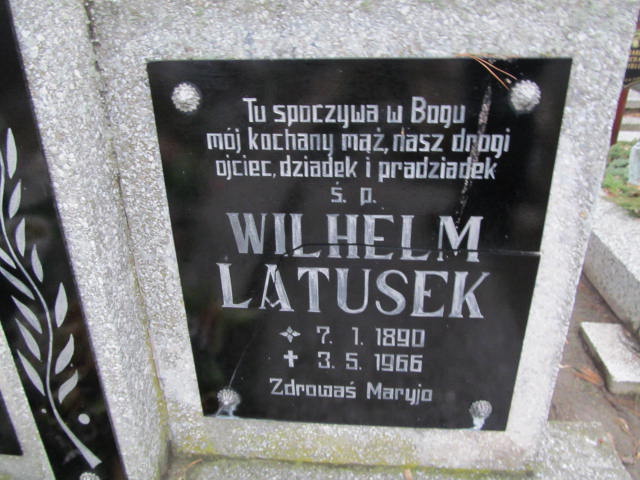 Tu spoczywa w Bogu
mój kochany mąż, nasz drogi
ojciec, dziadek i pradziadek
ś. p.
WILHELM
LATUSEK
7. 1. 1890
✝ 3. 5. 1966
Zdrowaś Maryjo